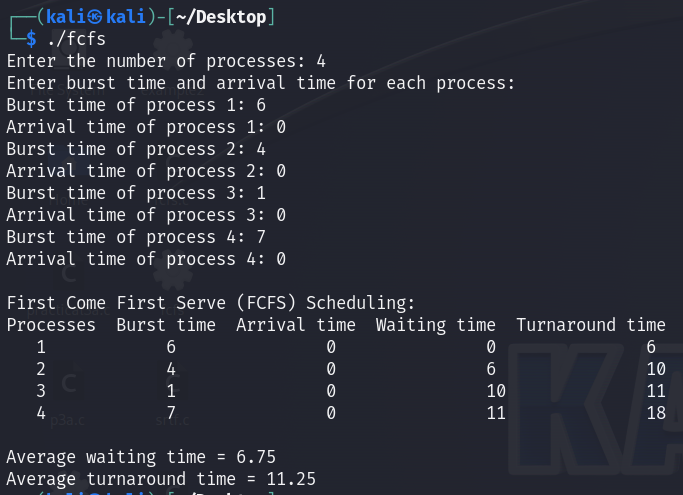 ┌──(kali㉿kali)-[~/Desktop]
└─$ ./fcfs
Enter the number of processes: 4
Enter burst time and arrival time for each process:
Burst time of process 1: 6
Arrival time of process 1: 0
Burst time of process 2: 4
Arrival time of process 2: 0
Burst time of process 3: 1
Arrival time of process 3: 0
Burst time of process 4: 7
Arrival time of process 4: 0
First Come First Serve (FCFS) Scheduling:
Processes  Burst time  Arrival time  Waiting time  Turnaround time
1 6 0 0 6
2 4 0 6 10
3 1 0 10 11
4 7 0 11 18
Average waiting time = 6.75
Average turnaround time = 11.25